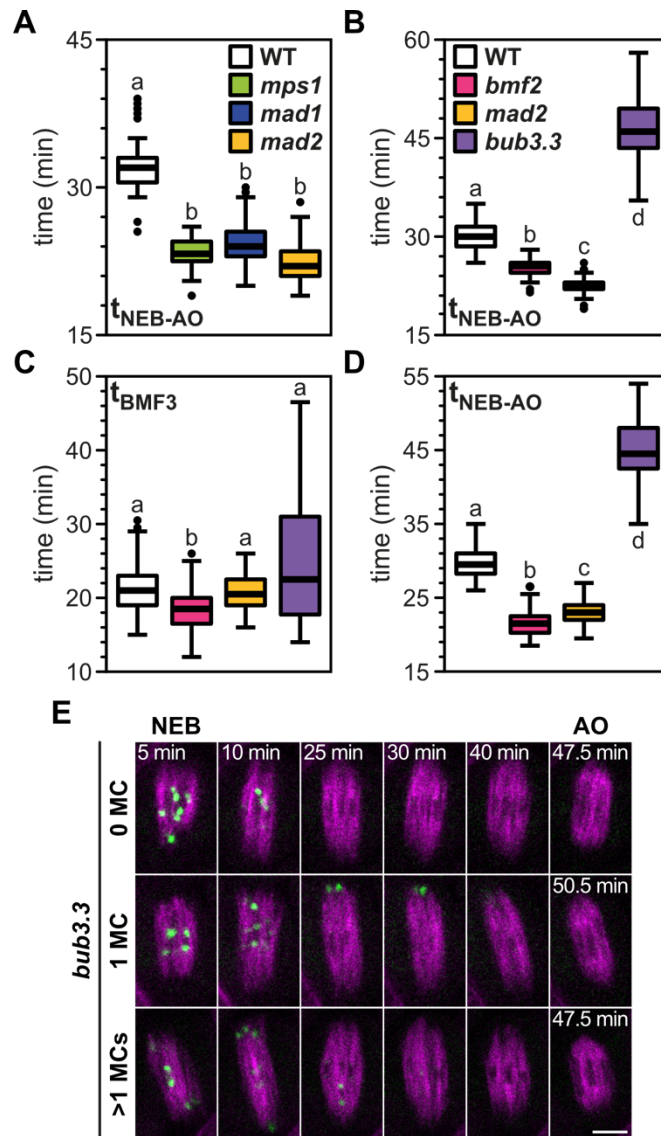 A
45
30
15
time (min)
a
b
b
b
WT
mps1
mad1
mad2
tNEB-AO
B
60
45
30
15
time (min)
WT
bmf2
mad2
bub3.3
a
b
c
d
tNEB-AO
C
50
40
30
20
10
time (min)
tBMF3
a
b
a
a
D
55
45
35
25
15
time (min)
tNEB-AO
a
b
c
d
E
NEB
AO
5 min
10 min
25 min
30 min
40 min
47.5 min
0 MC
50.5 min
1 MC
47.5 min
>1 MCs
bub3.3